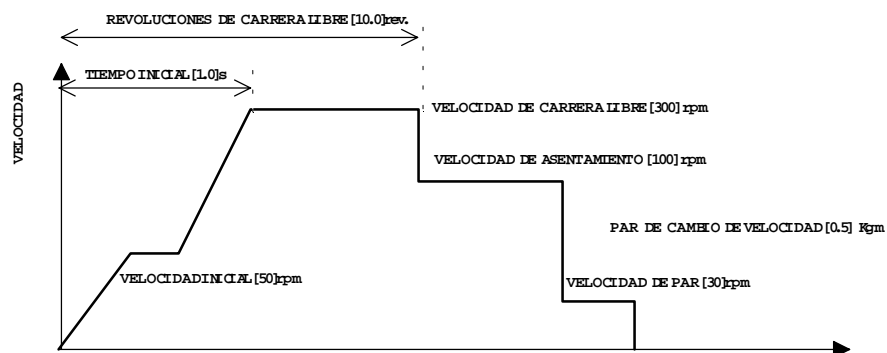 REVOLUCIONES DE CARRERA LIBRE [10.0] rev.
TIEMPO INICIAL [1.0] s
VELOCIDAD
VELOCIDAD DE CARRERA LIBRE [300] rpm
VELOCIDAD DE ASENTAMIENTO [100] rpm
PAR DE CAMBIO DE VELOCIDAD [0.5] Kgm
VELOCIDAD INICIAL [50] rpm
VELOCIDAD DE PAR [30] rpm